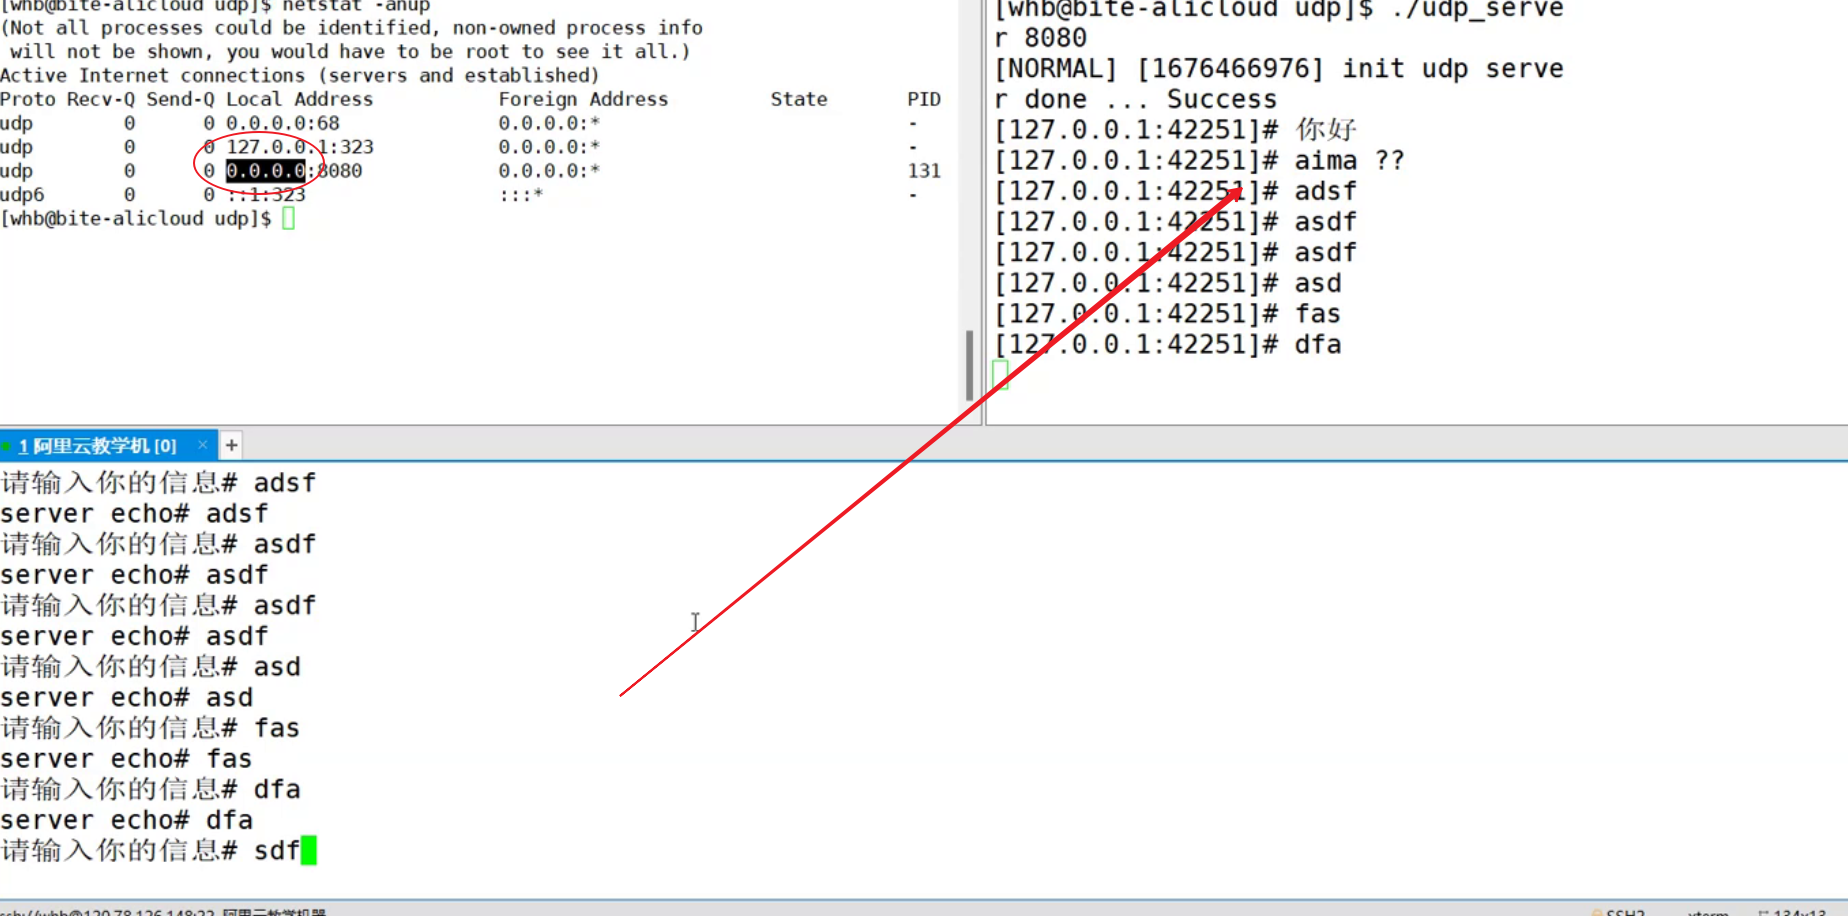 [whb@bite-alicloud udp]$ netstat -anup
(Not all processes could be identified, non-owned process info
will not be shown, you would have to be root to see it all.)
Active Internet connections (servers and established)
Proto Recv-Q Send-Q Local Address Foreign Address State PID
udp 0 0 0.0.0.0:68 0.0.0.0:* -
udp 0 0 127.0.0.1:323 0.0.0.0:* -
udp 0 0 0.0.0.0:8080 0.0.0.0:* 131
udp6 0 0 ::1:323 :::* -
[whb@bite-alicloud udp]$
[whb@bite-alicloud udp]$ ./udp_serve
r 8080
[NORMAL] [1676466976] init udp serve
r done ... Success
[127.0.0.1:42251]# 你好
[127.0.0.1:42251]# aima ??
[127.0.0.1:42251]# adsf
[127.0.0.1:42251]# asdf
[127.0.0.1:42251]# asdf
[127.0.0.1:42251]# asd
[127.0.0.1:42251]# fas
[127.0.0.1:42251]# dfa
1 阿里云教学机 [0] × +
请输入你的信息# adsf
server echo# adsf
请输入你的信息# asdf
server echo# asdf
请输入你的信息# asdf
server echo# asdf
请输入你的信息# asd
server echo# asd
请输入你的信息# fas
server echo# fas
请输入你的信息# dfa
server echo# dfa
请输入你的信息# sdf
ssh://whb@120.78.126.148:22 阿里云教学机器 SSH2 xterm 134x13